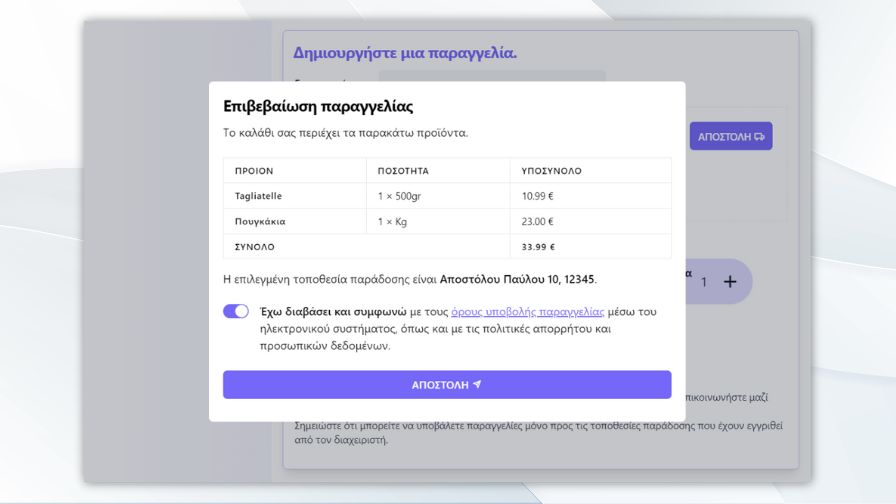 Δημιουργήστε μια παραγγελία.
ΑΠΟΣΤΟΛΗ
Επιβεβαίωση παραγγελίας
Το καλάθι σας περιέχει τα παρακάτω προϊόντα.
ΠΡΟΙΟΝ ΠΟΣΟΤΗΤΑ ΥΠΟΣΥΝΟΛΟ
Tagliatelle 1 × 500gr 10.99 €
Πουγκάκια 1 × Kg 23.00 €
ΣΥΝΟΛΟ 33.99 €
Η επιλεγμένη τοποθεσία παράδοσης είναι Αποστόλου Παύλου 10, 12345.
1 +
Έχω διαβάσει και συμφωνώ με τους όρους υποβολής παραγγελίας μέσω του
ηλεκτρονικού συστήματος, όπως και με τις πολιτικές απορρήτου και
προσωπικών δεδομένων.
ΑΠΟΣΤΟΛΗ
μαζί
Σημειώστε ότι μπορείτε να υποβάλετε παραγγελίες μόνο προς τις τοποθεσίες παράδοσης που έχουν εγγριθεί
από τον διαχειριστή.